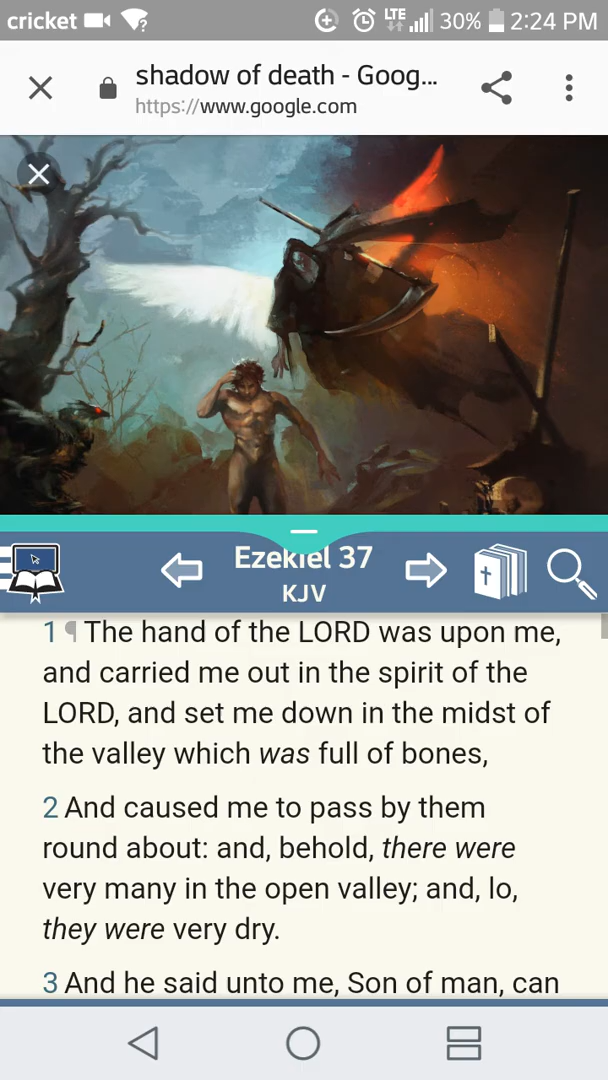 cricket LTE 30% 2:24 PM
shadow of death - Goog...
https://www.google.com
Ezekiel 37
KJV
1 ¶ The hand of the LORD was upon me,
and carried me out in the spirit of the
LORD, and set me down in the midst of
the valley which was full of bones,
2 And caused me to pass by them
round about: and, behold, there were
very many in the open valley; and, lo,
they were very dry.
3 And he said unto me, Son of man, can